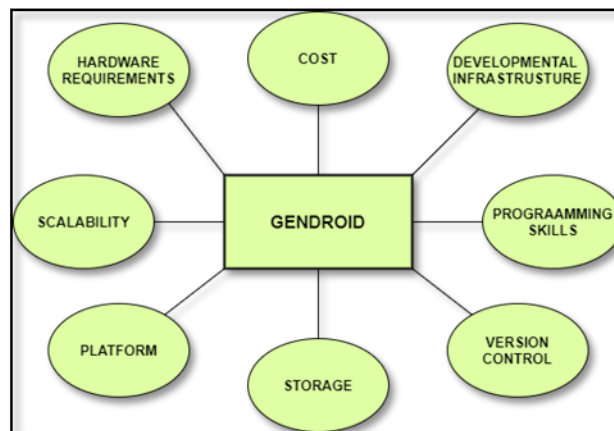 HARDWARE
REQUIREMENTS
COST
DEVELOPMENTAL
INFRASTRUSTURE
SCALABILITY
GENDROID
PROGRAAMMING
SKILLS
PLATFORM
STORAGE
VERSION
CONTROL